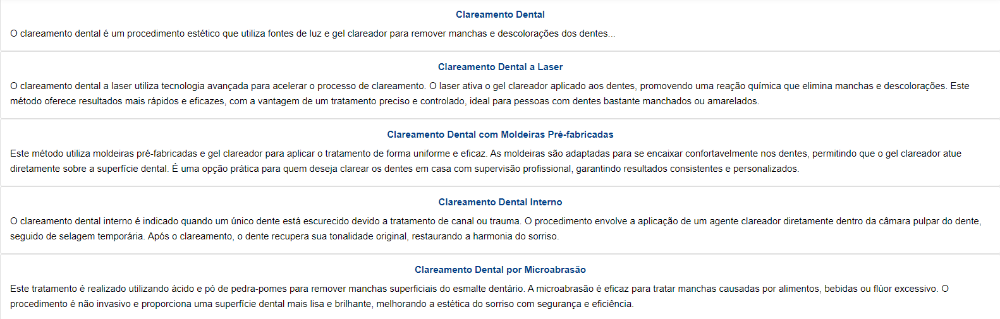 Clareamento Dental
O clareamento dental é um procedimento estético que utiliza fontes de luz e gel clareador para remover manchas e descolorações dos dentes...
Clareamento Dental a Laser
O clareamento dental a laser utiliza tecnologia avançada para acelerar o processo de clareamento. O laser ativa o gel clareador aplicado aos dentes, promovendo uma reação química que elimina manchas e descolorações. Este
método oferece resultados mais rápidos e eficazes, com a vantagem de um tratamento preciso e controlado, ideal para pessoas com dentes bastante manchados ou amarelados.
Clareamento Dental com Moldeiras Pré-fabricadas
Este método utiliza moldeiras pré-fabricadas e gel clareador para aplicar o tratamento de forma uniforme e eficaz. As moldeiras são adaptadas para se encaixar confortavelmente nos dentes, permitindo que o gel clareador atue
diretamente sobre a superfície dental. É uma opção prática para quem deseja clarear os dentes em casa com supervisão profissional, garantindo resultados consistentes e personalizados.
Clareamento Dental Interno
O clareamento dental interno é indicado quando um único dente está escurecido devido a tratamento de canal ou trauma. O procedimento envolve a aplicação de um agente clareador diretamente dentro da câmara pulpar do dente,
seguido de selagem temporária. Após o clareamento, o dente recupera sua tonalidade original, restaurando a harmonia do sorriso.
Clareamento Dental por Microabrasão
Este tratamento é realizado utilizando ácido e pó de pedra-pomes para remover manchas superficiais do esmalte dentário. A microabrasão é eficaz para tratar manchas causadas por alimentos, bebidas ou flúor excessivo. O
procedimento é não invasivo e proporciona uma superfície dental mais lisa e brilhante, melhorando a estética do sorriso com segurança e eficiência.